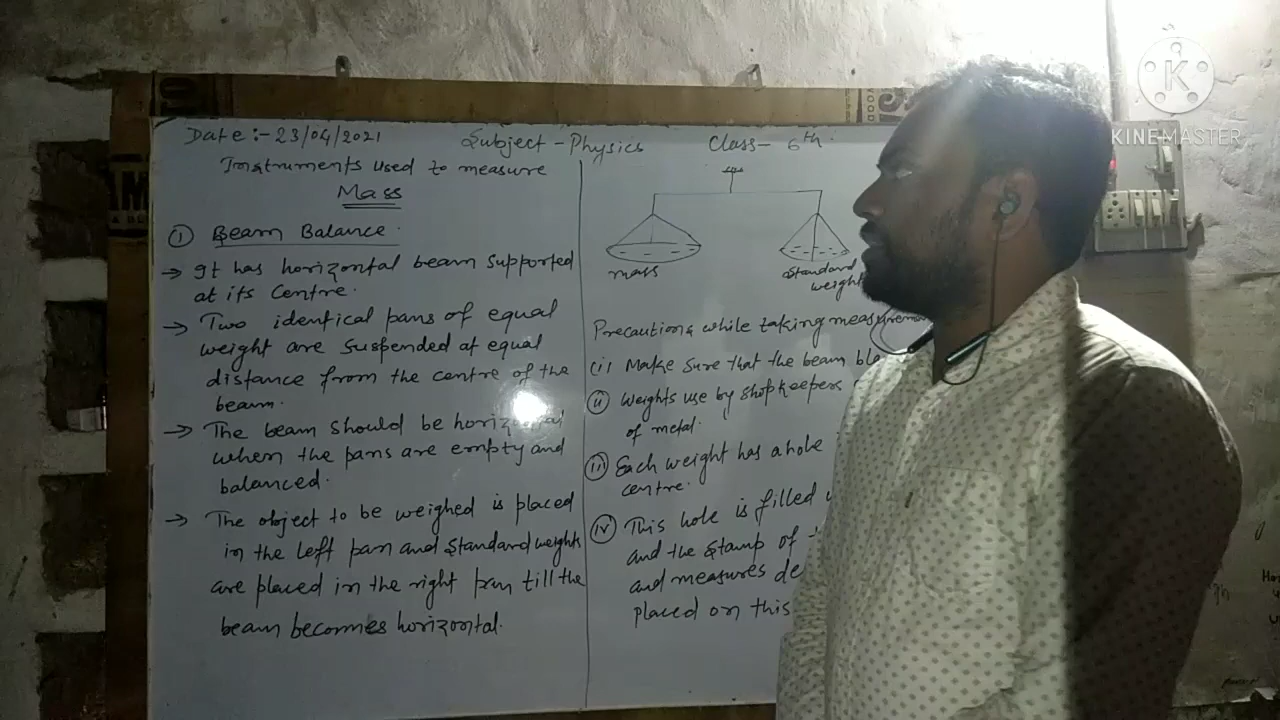 Date:- 23/04/2021
Subject - Physics
Class- 6th
Instruments used to measure
Mass
① Beam Balance.
→ It has horizontal beam supported
at its Centre.
→ Two identical pans of equal
weight are suspended at equal
distance from the centre of the
beam.
→ The beam should be
when the pans are empty and
balanced.
→ The object to be weighed is placed
in the left pan and standard weights
are placed in the right pan till the
beam becomes horizontal.
mass
standard
weight
Precautions while taking
(i) Make Sure that the beam
(ii) Weights use by shopkeepers
of metal.
(iii) Each weight has a hole
centre.
(iv) This hole is filled
and the stamp of
and measures
placed on this
K
KINEMASTER